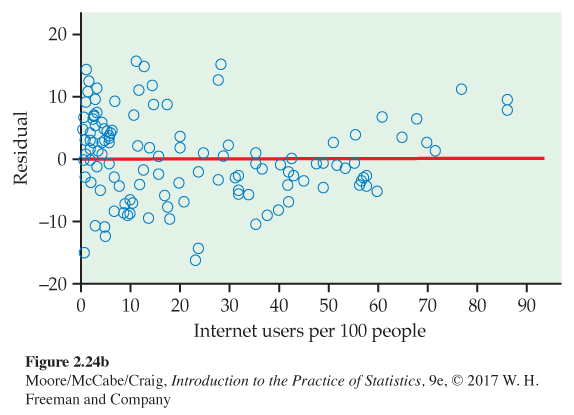 20
10
0
−10
−20
Residual
0 10 20 30 40 50 60 70 80 90
Internet users per 100 people
Figure 2.24b
Moore/McCabe/Craig, Introduction to the Practice of Statistics, 9e, © 2017 W. H.
Freeman and Company